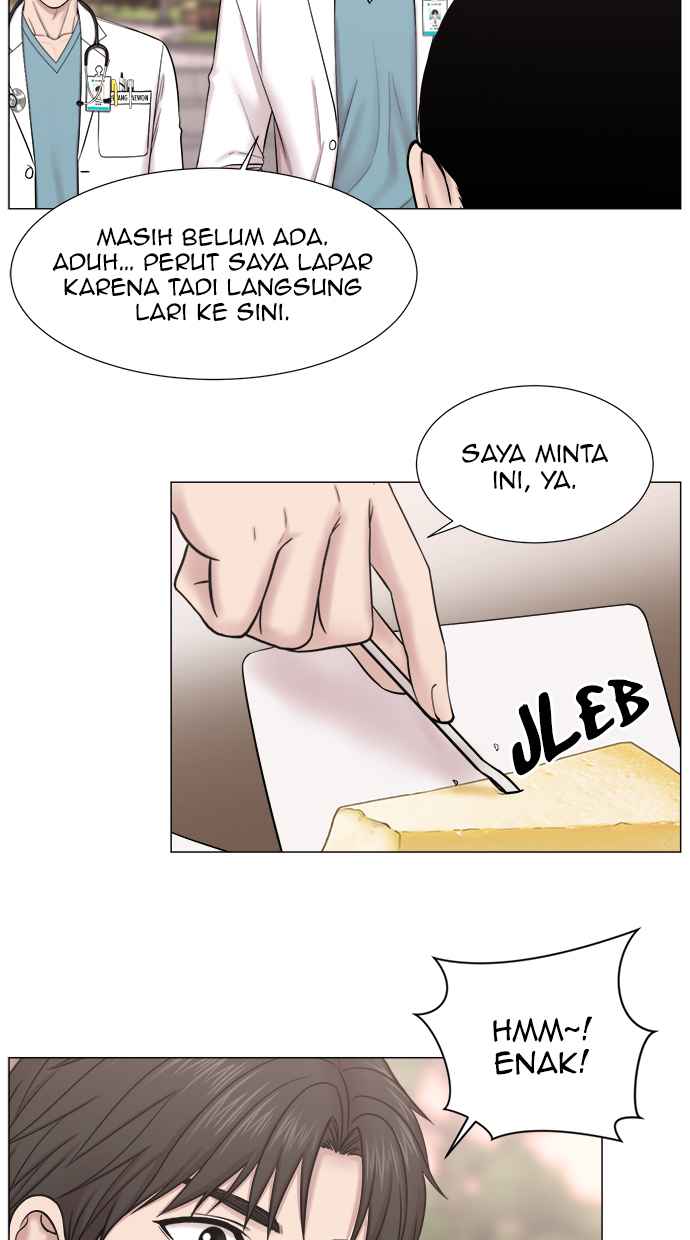 MASIH BELUM ADA.
ADUH... PERUT SAYA LAPAR
KARENA TADI LANGSUNG
LARI KE SINI.
SAYA MINTA
INI, YA.
JLEB
HMM~!
ENAK!